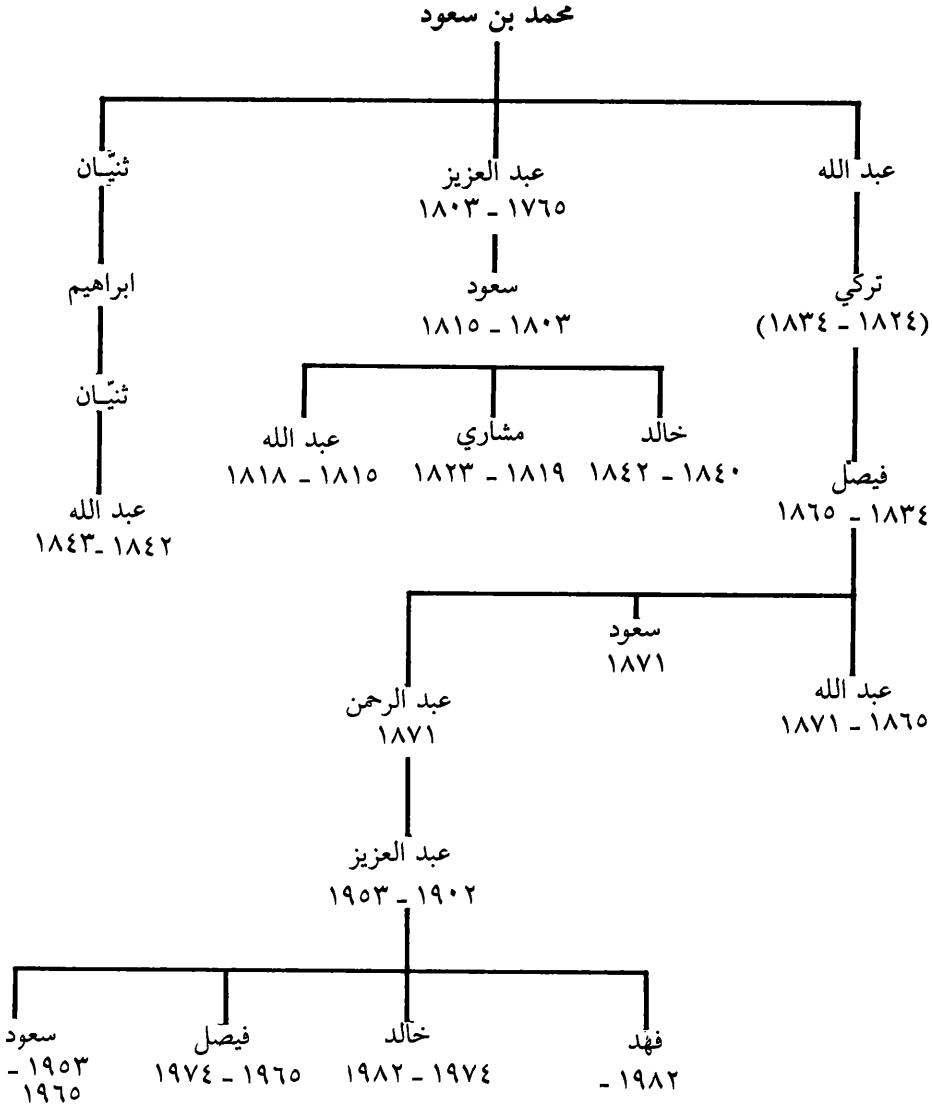 محمد بن سعود
عبد الله
عبد العزيز
١٧٦٥ - ١٨٠٣
ثنيّان
تركي
(١٨٢٤ - ١٨٣٤)
سعود
١٨٠٣ - ١٨١٥
ابراهيم
ثنيّان
خالد
١٨٤٠ - ١٨٤٢
مشاري
١٨١٩ - ١٨٢٣
عبد الله
١٨١٥ - ١٨١٨
فيصل
١٨٣٤ - ١٨٦٥
عبد الله
١٨٤٢ - ١٨٤٣
عبد الله
١٨٦٥ - ١٨٧١
سعود
١٨٧١
عبد الرحمن
١٨٧١
عبد العزيز
١٩٠٢ - ١٩٥٣
فهد
١٩٨٢ -
خالد
١٩٧٤ - ١٩٨٢
فيصل
١٩٦٥ - ١٩٧٤
سعود
١٩٥٣ -
١٩٦٥